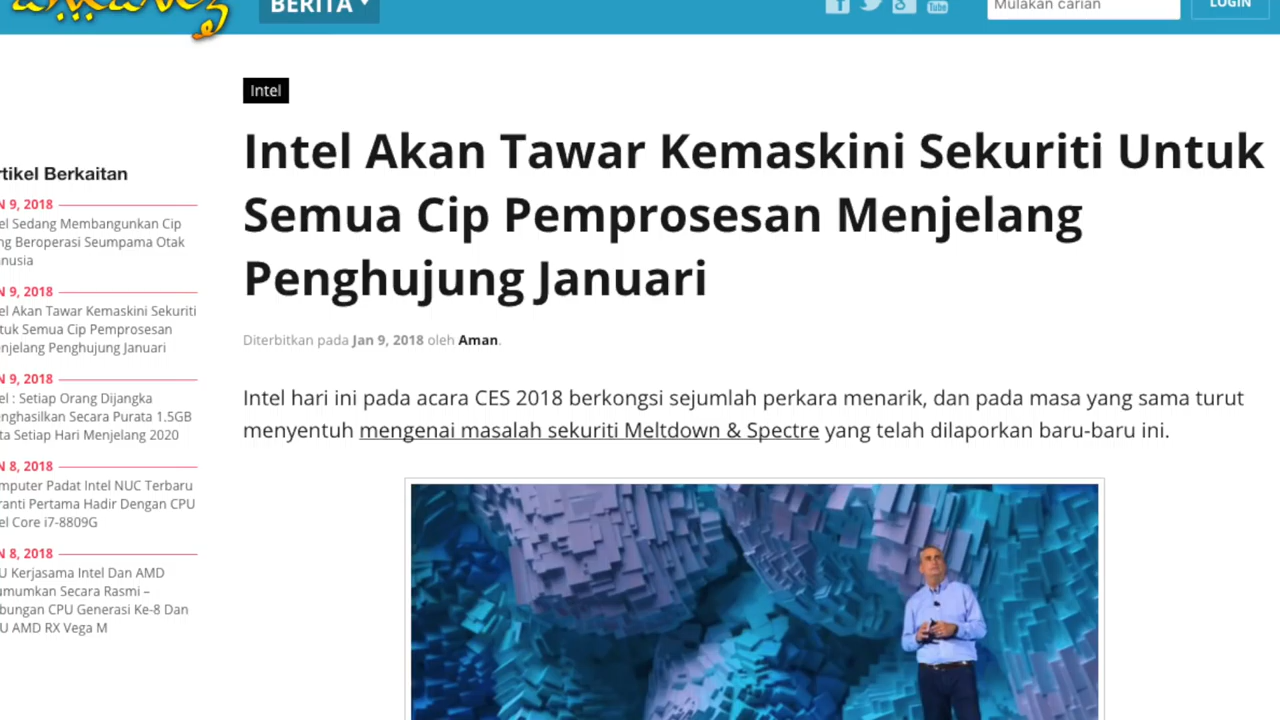 BERITA
Mulakan carian
LOGIN
Intel
Intel Akan Tawar Kemaskini Sekuriti Untuk
Semua Cip Pemprosesan Menjelang
Penghujung Januari
Diterbitkan pada Jan 9, 2018 oleh Aman.
Intel hari ini pada acara CES 2018 berkongsi sejumlah perkara menarik, dan pada masa yang sama turut
menyentuh mengenai masalah sekuriti Meltdown & Spectre yang telah dilaporkan baru-baru ini.
rtikel Berkaitan
N 9, 2018
el Sedang Membangunkan Cip
ng Beroperasi Seumpama Otak
nusia
N 9, 2018
el Akan Tawar Kemaskini Sekuriti
tuk Semua Cip Pemprosesan
njelang Penghujung Januari
N 9, 2018
el : Setiap Orang Dijangka
nghasilkan Secara Purata 1.5GB
ta Setiap Hari Menjelang 2020
N 8, 2018
mputer Padat Intel NUC Terbaru
ranti Pertama Hadir Dengan CPU
el Core i7-8809G
N 8, 2018
U Kerjasama Intel Dan AMD
umumkan Secara Rasmi –
bungan CPU Generasi Ke-8 Dan
U AMD RX Vega M